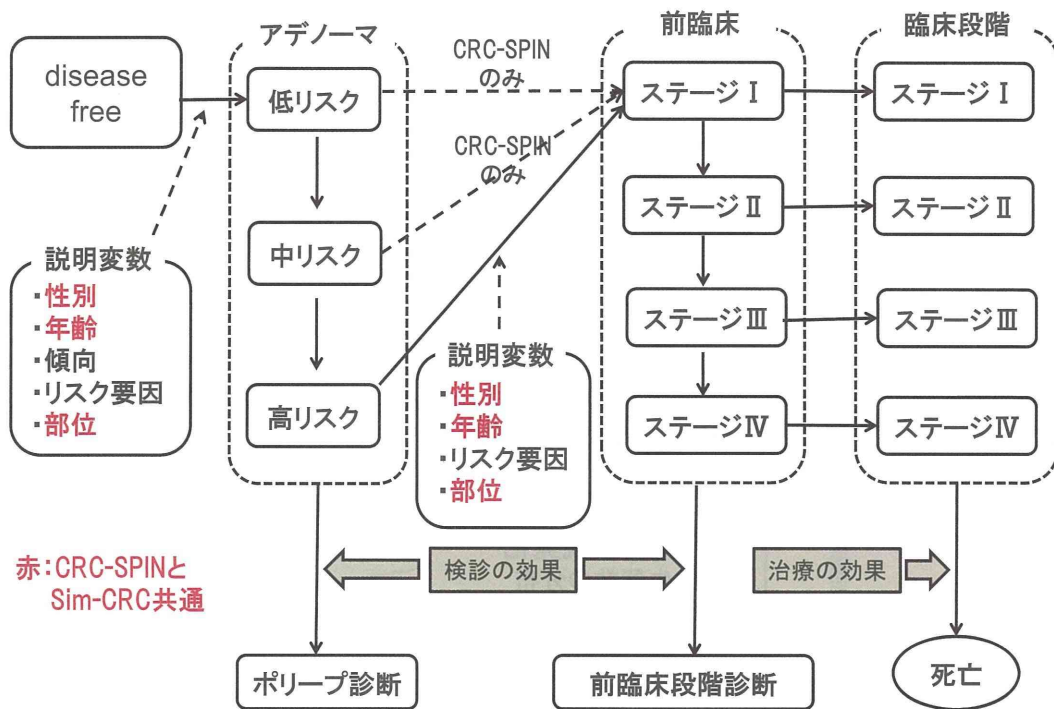 アデノーマ
前臨床
臨床段階
disease
free
低リスク
CRC-SPIN
のみ
ステージⅠ
ステージⅠ
CRC-SPIN
のみ
中リスク
ステージⅡ
ステージⅡ
説明変数
・性別
・年齢
・傾向
・リスク要因
・部位
高リスク
説明変数
・性別
・年齢
・リスク要因
・部位
ステージⅢ
ステージⅢ
ステージⅣ
ステージⅣ
赤:CRC-SPINと
Sim-CRC共通
検診の効果
治療の効果
ポリープ診断
前臨床段階診断
死亡